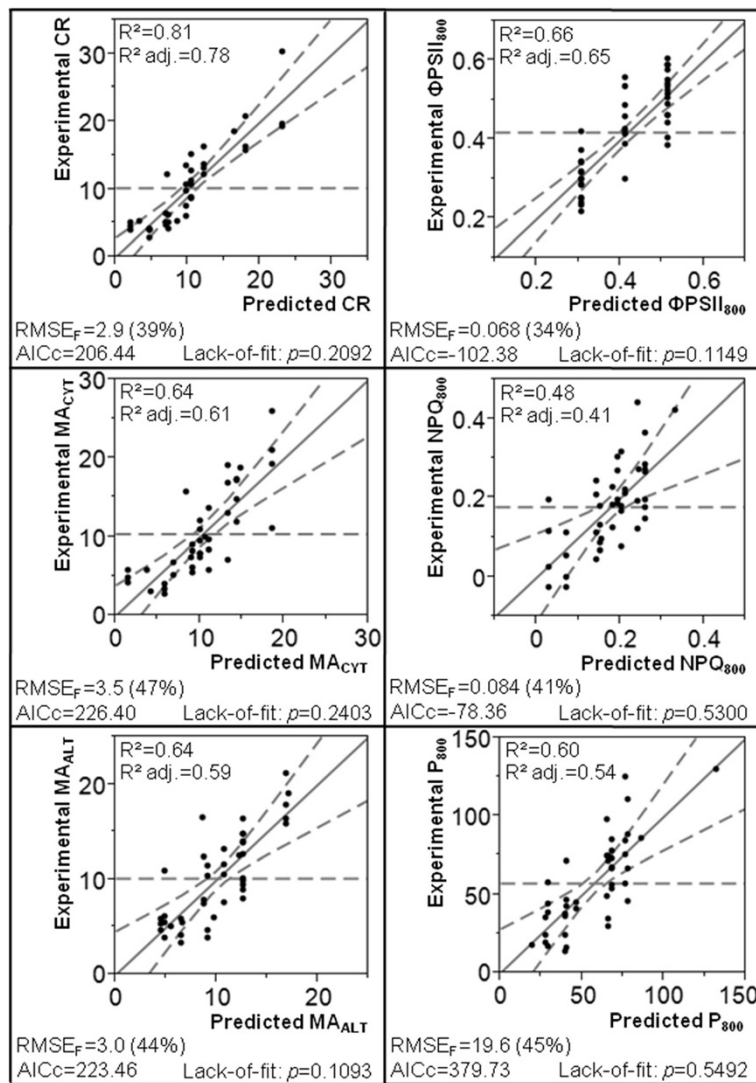 Experimental CR
R²=0.81
R² adj.=0.78
30
20
10
0
0 5 10 15 20 25 30 35
Predicted CR
RMSE_F=2.9 (39%)
AICc=206.44 Lack-of-fit: p=0.2092
Experimental ΦPSII₈₀₀
R²=0.66
R² adj.=0.65
0.6
0.4
0.2
0.2 0.4 0.6
Predicted ΦPSII₈₀₀
RMSE_F=0.068 (34%)
AICc=-102.38 Lack-of-fit: p=0.1149
Experimental MA_CYT
R²=0.64
R² adj.=0.61
30
20
10
0
0 10 20 30
Predicted MA_CYT
RMSE_F=3.5 (47%)
AICc=226.40 Lack-of-fit: p=0.2403
Experimental NPQ₈₀₀
R²=0.48
R² adj.=0.41
0.4
0.2
0
0 0.2 0.4
Predicted NPQ₈₀₀
RMSE_F=0.084 (41%)
AICc=-78.36 Lack-of-fit: p=0.5300
Experimental MA_ALT
R²=0.64
R² adj.=0.59
20
10
0
0 10 20
Predicted MA_ALT
RMSE_F=3.0 (44%)
AICc=223.46 Lack-of-fit: p=0.1093
Experimental P₈₀₀
R²=0.60
R² adj.=0.54
150
100
50
0
0 50 100 150
Predicted P₈₀₀
RMSE_F=19.6 (45%)
AICc=379.73 Lack-of-fit: p=0.5492